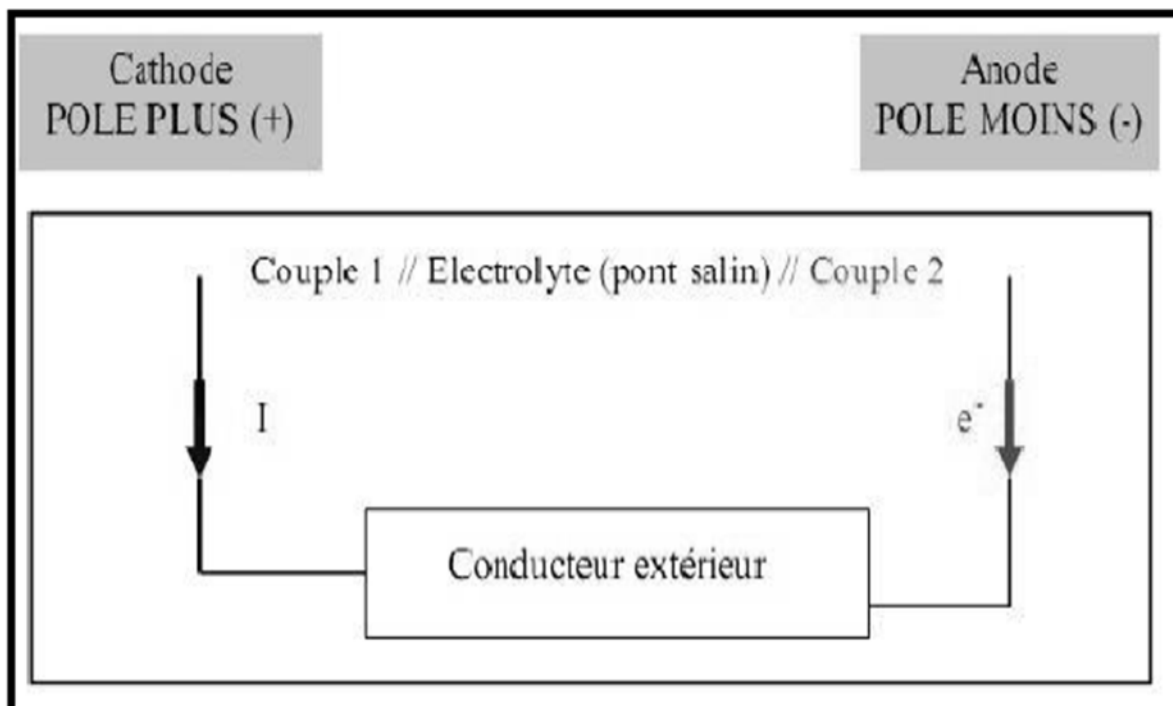 Cathode
POLE PLUS (+)
Anode
POLE MOINS (-)
Couple 1 // Electrolyte (pont salin) // Couple 2
I
e⁻
Conducteur extérieur